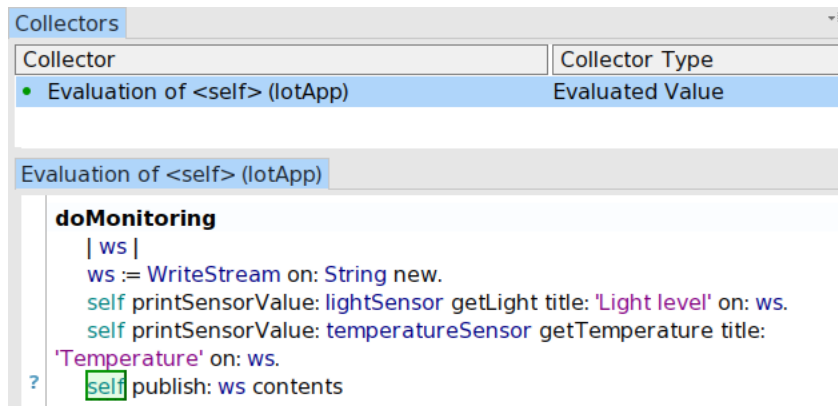 Collectors
Collector Collector Type
Evaluation of <self> (IotApp) Evaluated Value
Evaluation of <self> (IotApp)
doMonitoring
| ws |
ws := WriteStream on: String new.
self printSensorValue: lightSensor getLight title: 'Light level' on: ws.
self printSensorValue: temperatureSensor getTemperature title:
'Temperature' on: ws.
? self publish: ws contents